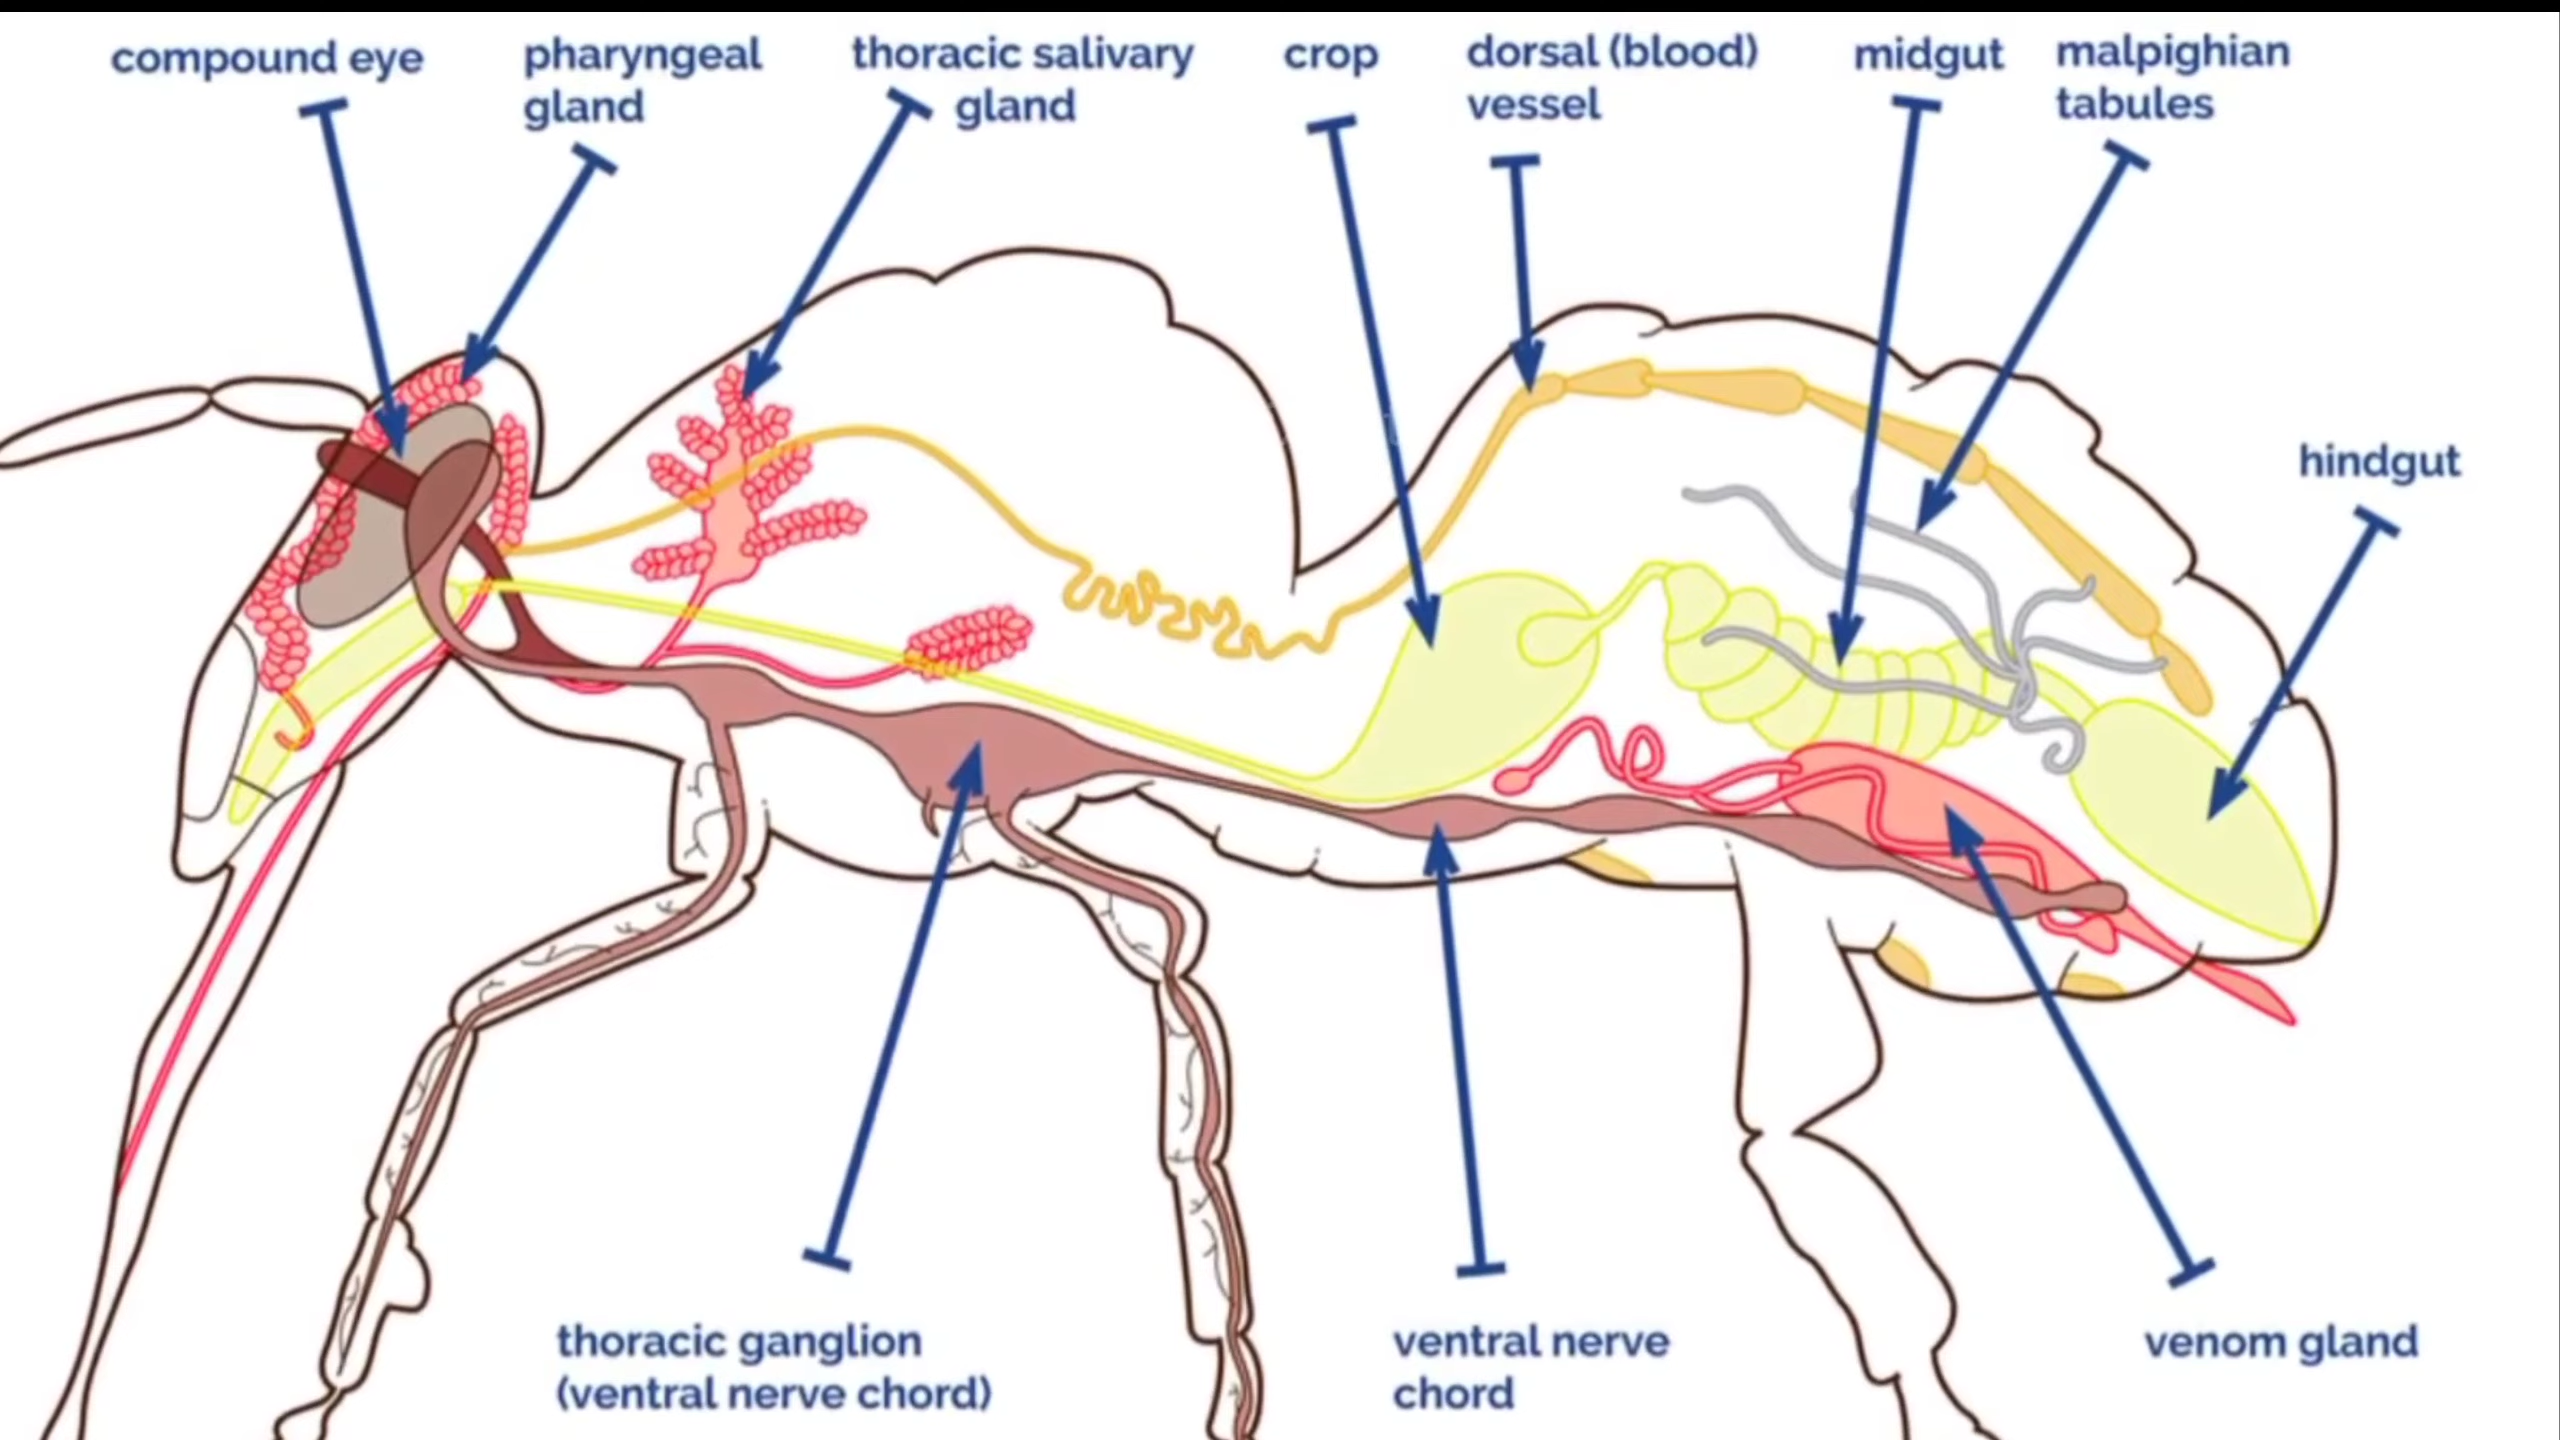 compound eye
pharyngeal
gland
thoracic salivary
gland
crop
dorsal (blood)
vessel
midgut
malpighian
tabules
hindgut
thoracic ganglion
(ventral nerve chord)
ventral nerve
chord
venom gland